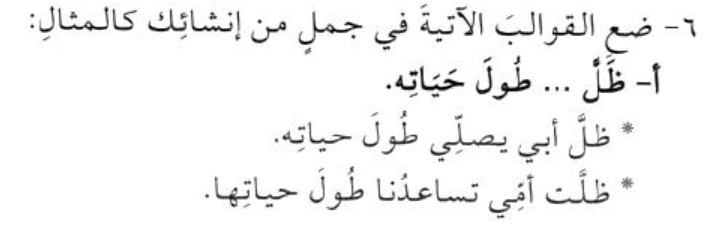 ٦- ضع القوالبَ الآتيةَ في جملٍ من إنشائِك كالمثالِ:
أ- ظَلَّ ... طُولَ حَيَاتِه.
* ظلَّ أبي يصلِّي طُولَ حياتِه.
* ظلَّت أمِّي تساعدُنا طُولَ حياتِها.